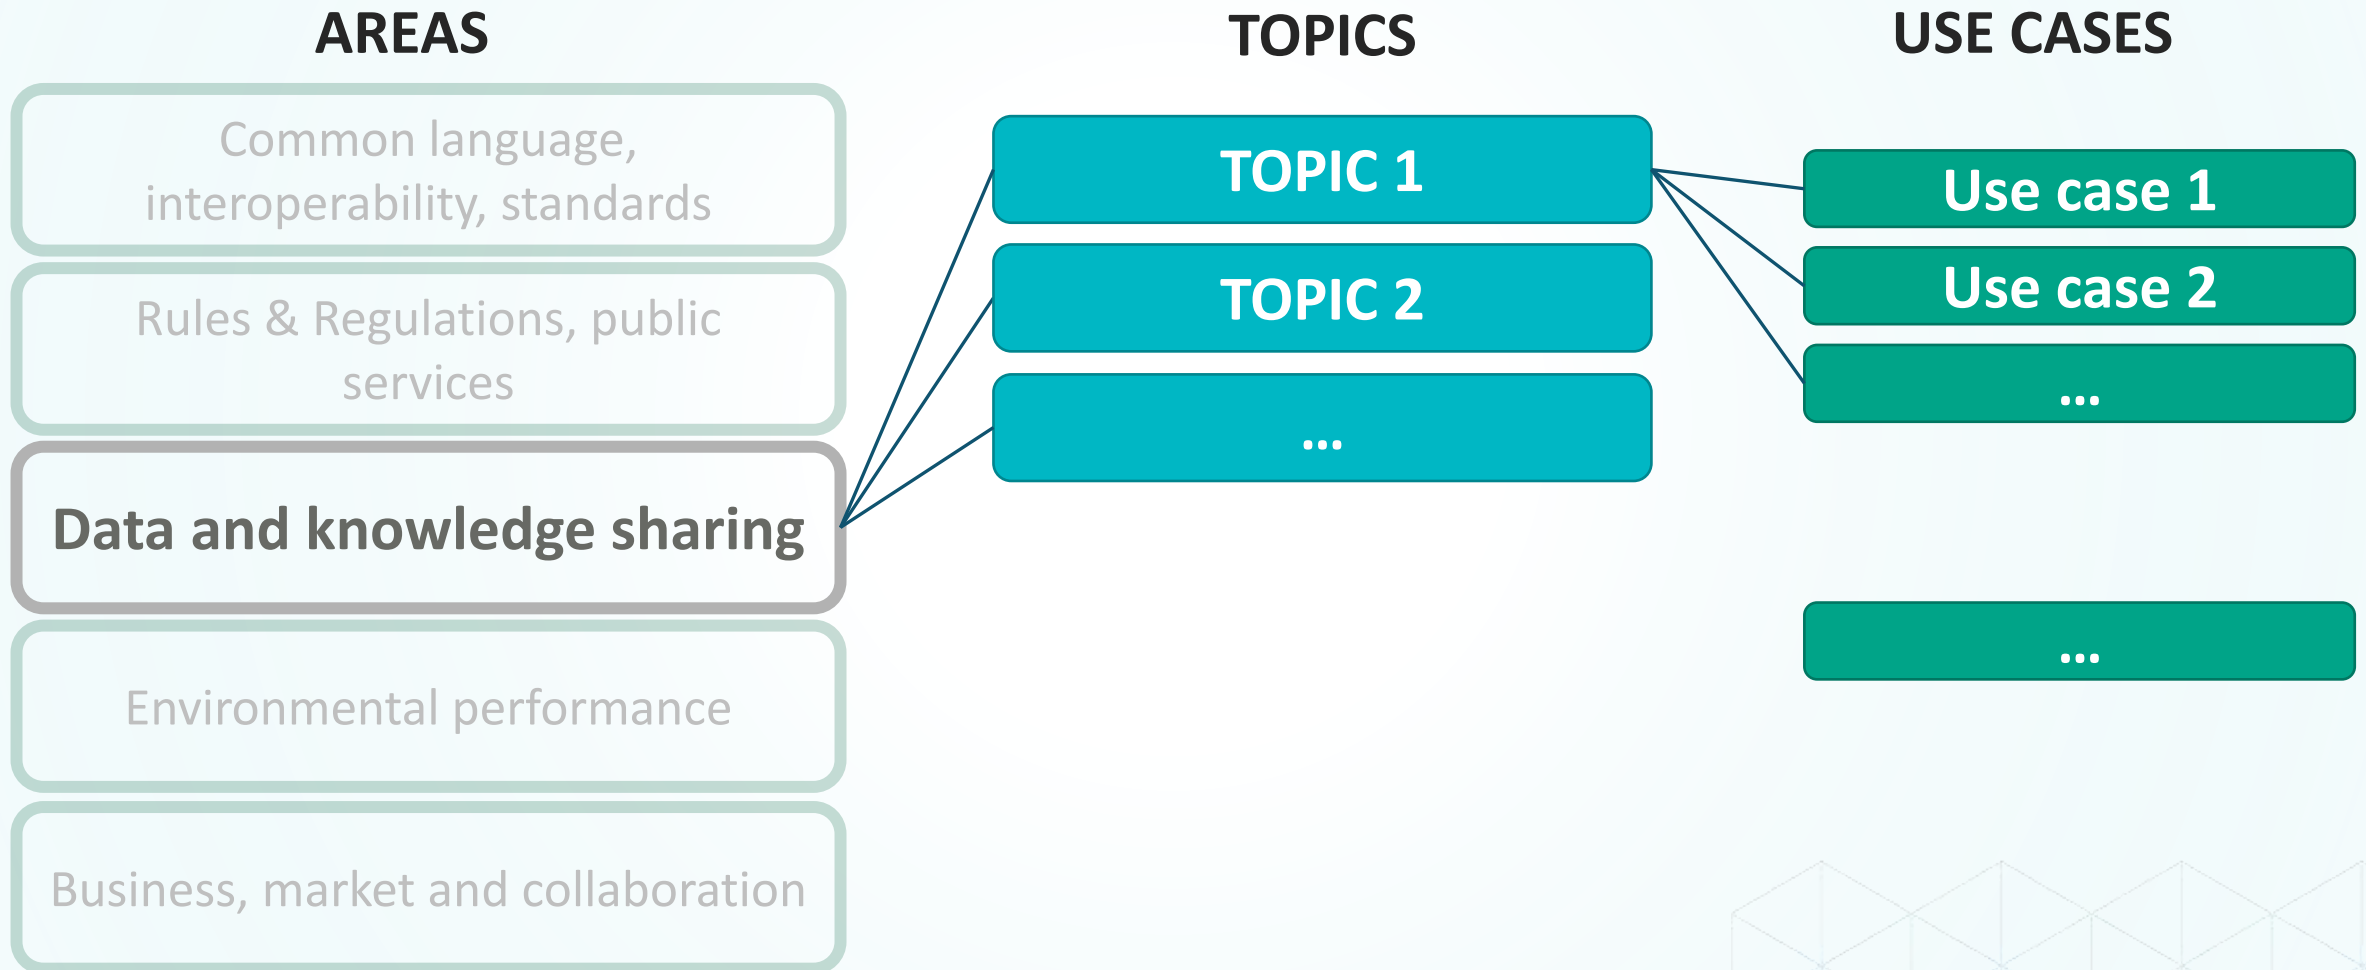 AREAS
Common language,
interoperability, standards
Rules & Regulations, public
services
Data and knowledge sharing
Environmental performance
Business, market and collaboration
TOPICS
TOPIC 1
TOPIC 2
...
USE CASES
Use case 1
Use case 2
...
...